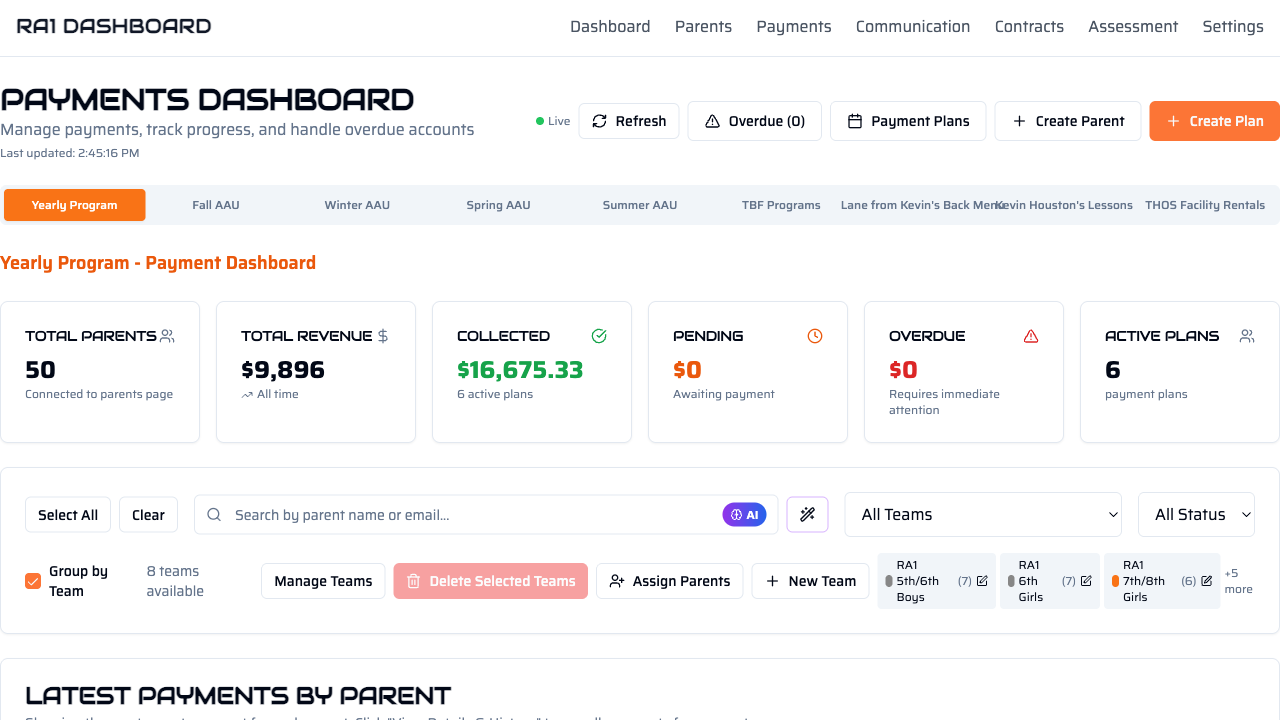 RA1 DASHBOARD
Dashboard Parents Payments Communication Contracts Assessment Settings
PAYMENTS DASHBOARD
Manage payments, track progress, and handle overdue accounts
Last updated: 2:45:16 PM
Live Refresh Overdue (0) Payment Plans Create Parent Create Plan
Yearly Program Fall AAU Winter AAU Spring AAU Summer AAU TBF Programs Lane from Kevin's Back Menu Kevin Houston's Lessons THOS Facility Rentals
Yearly Program - Payment Dashboard
TOTAL PARENTS
50
Connected to parents page
TOTAL REVENUE
$9,896
All time
COLLECTED
$16,675.33
6 active plans
PENDING
$0
Awaiting payment
OVERDUE
$0
Requires immediate
attention
ACTIVE PLANS
6
payment plans
Select All Clear Search by parent name or email... AI All Teams All Status
Group by
Team
8 teams
available
Manage Teams Delete Selected Teams Assign Parents New Team
RA1
5th/6th (7)
Boys
RA1
6th (7)
Girls
RA1
7th/8th (6)
Girls
+5
more
LATEST PAYMENTS BY PARENT